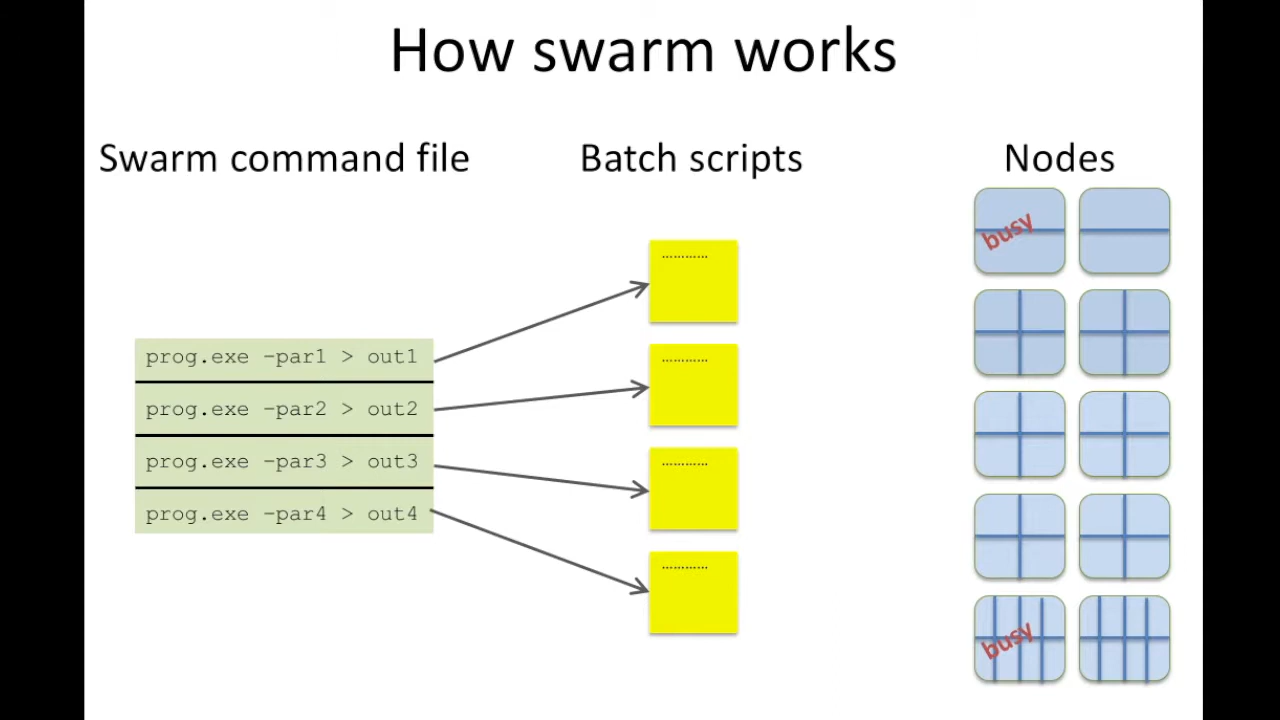 How swarm works
Swarm command file
Batch scripts
Nodes
prog.exe -par1 > out1
prog.exe -par2 > out2
prog.exe -par3 > out3
prog.exe -par4 > out4
…………
…………
…………
…………
busy
busy